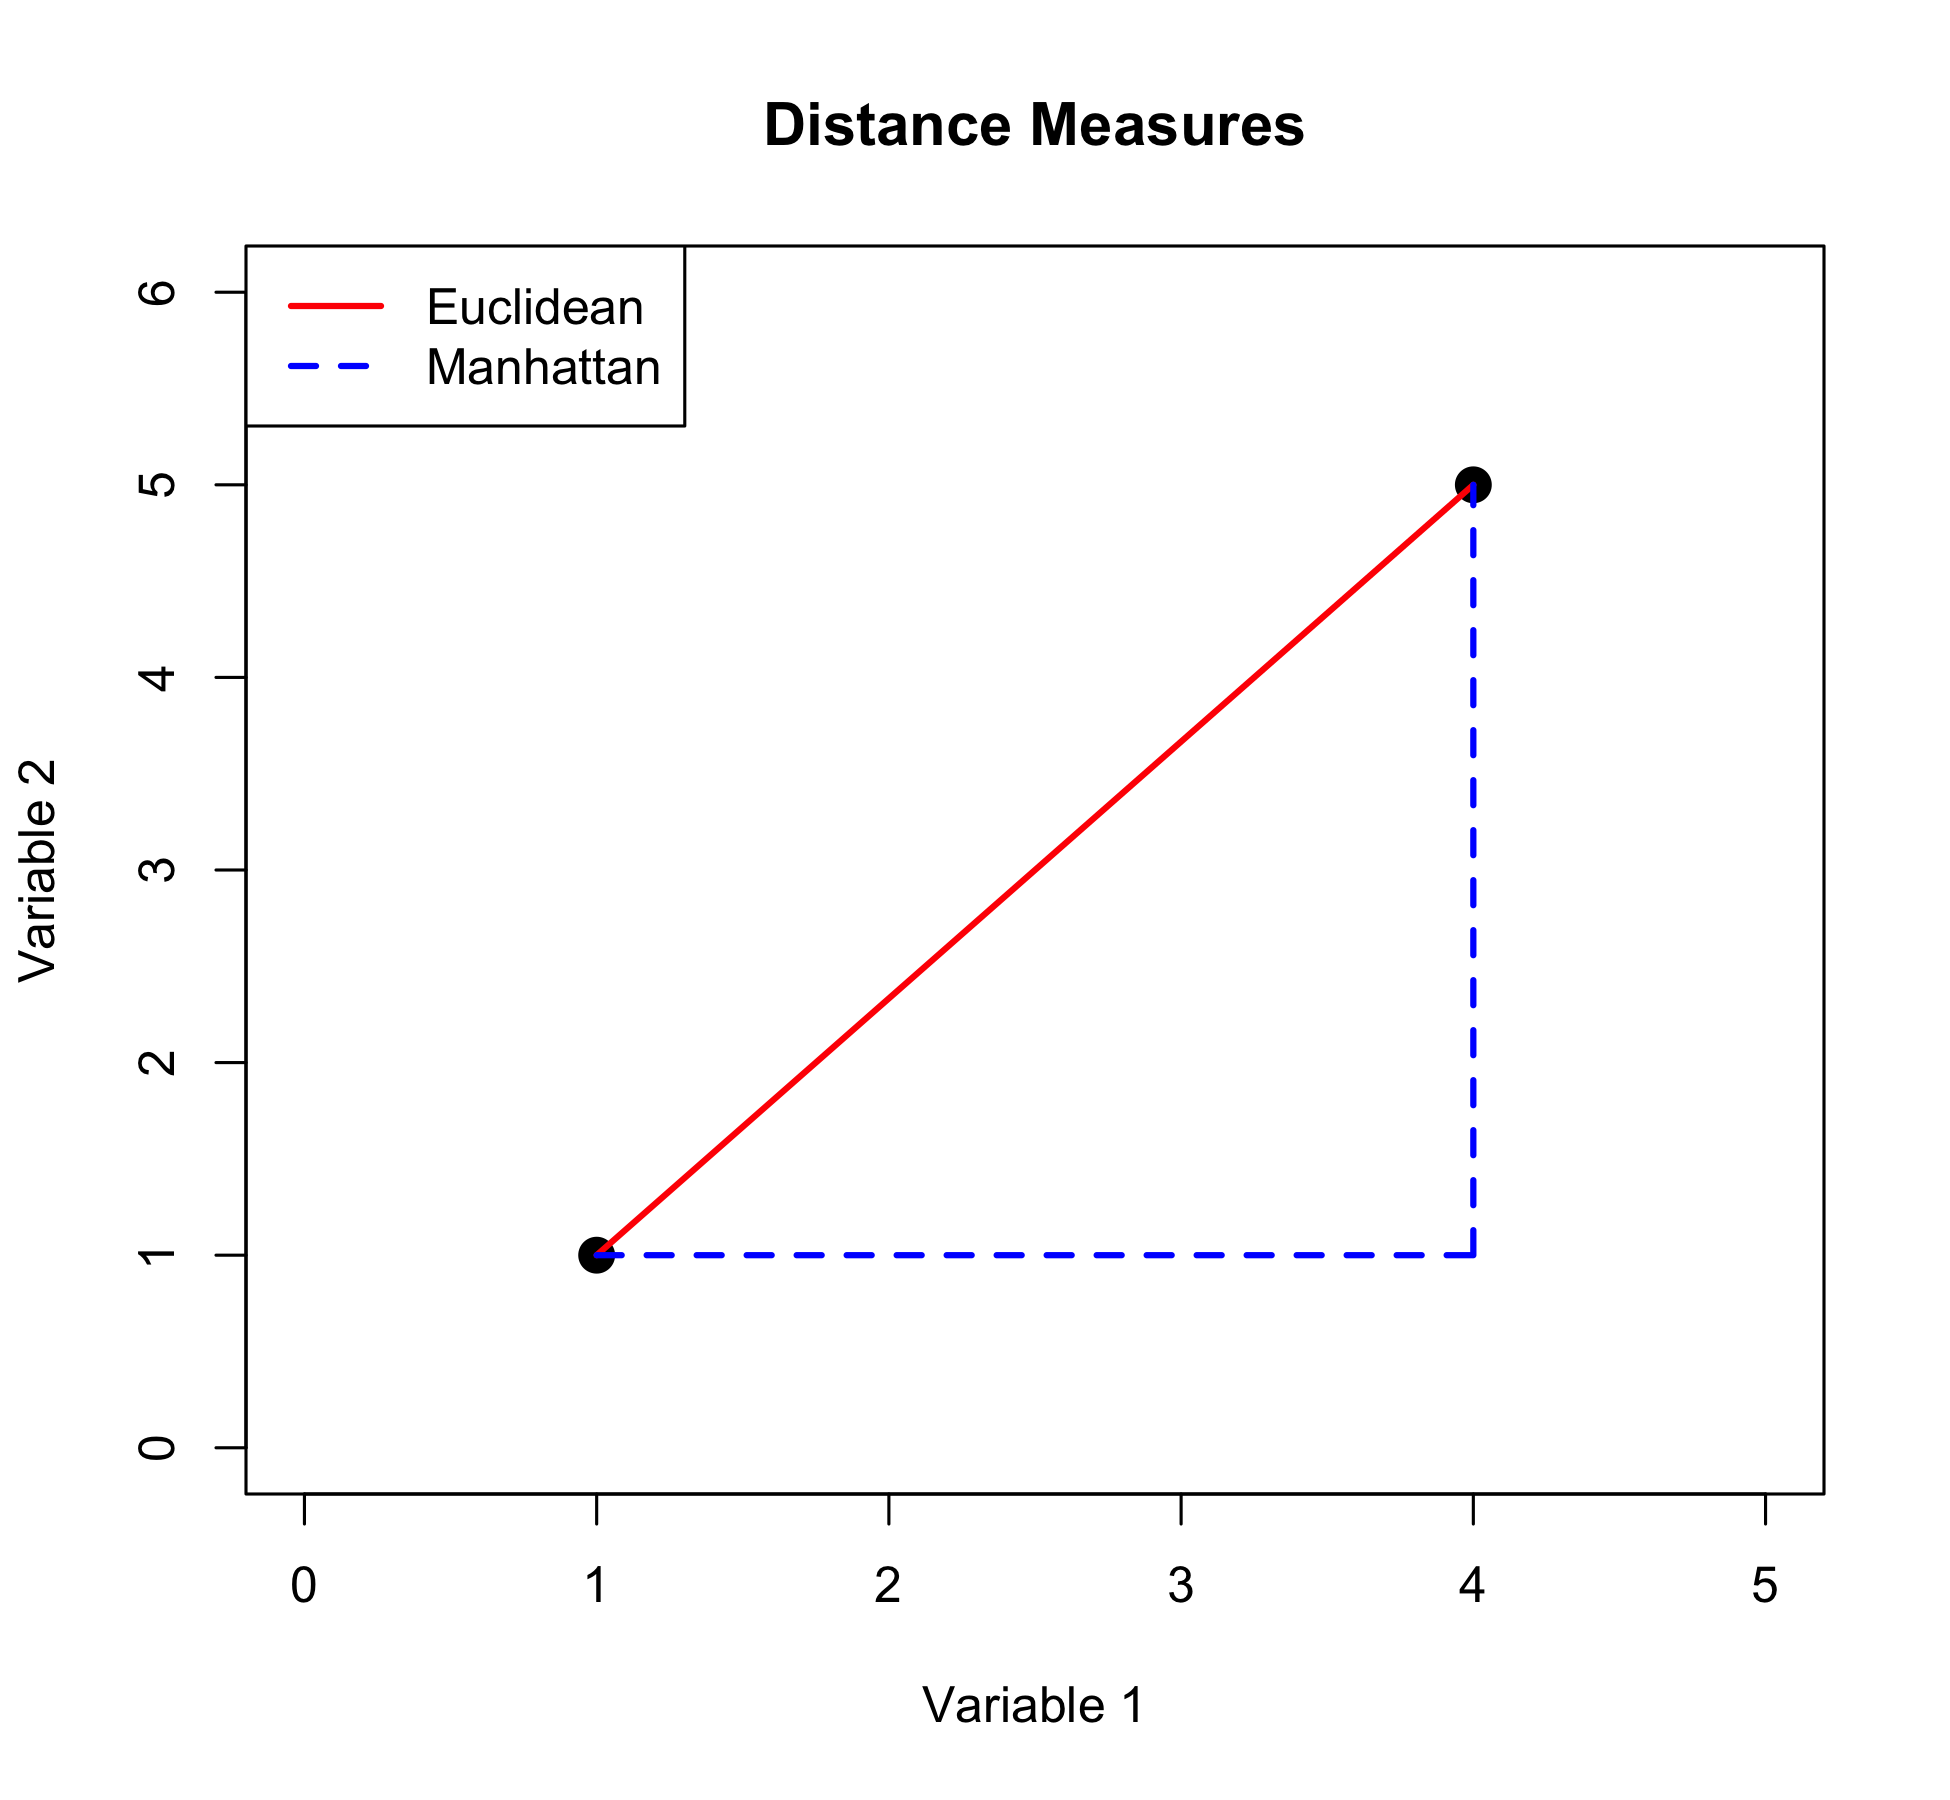 Distance Measures
Euclidean
Manhattan
6
5
4
3
2
1
0
Variable 2
0 1 2 3 4 5
Variable 1